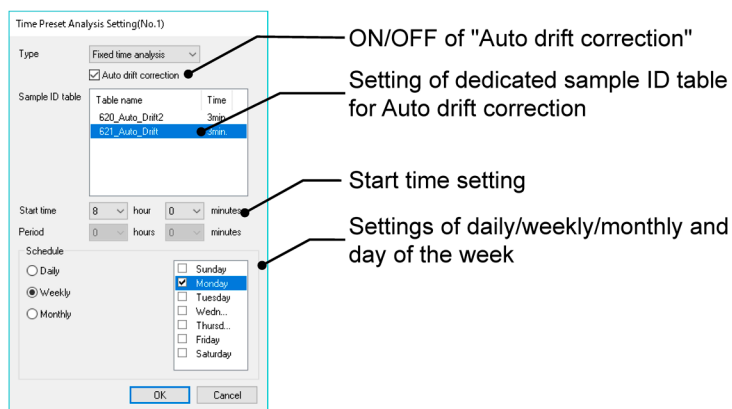 Time Preset Analysis Setting(No.1)
Type
Fixed time analysis
Auto drift correction
Sample ID table
Table name Time
620_Auto_Drift2 3min.
621_Auto_Drift 3min.
Start time 8 hour 0 minutes
Period 0 hours 0 minutes
Schedule
Daily
Weekly
Monthly
Sunday
Monday
Tuesday
Wedn...
Thursd...
Friday
Saturday
OK Cancel
ON/OFF of "Auto drift correction"
Setting of dedicated sample ID table
for Auto drift correction
Start time setting
Settings of daily/weekly/monthly and
day of the week